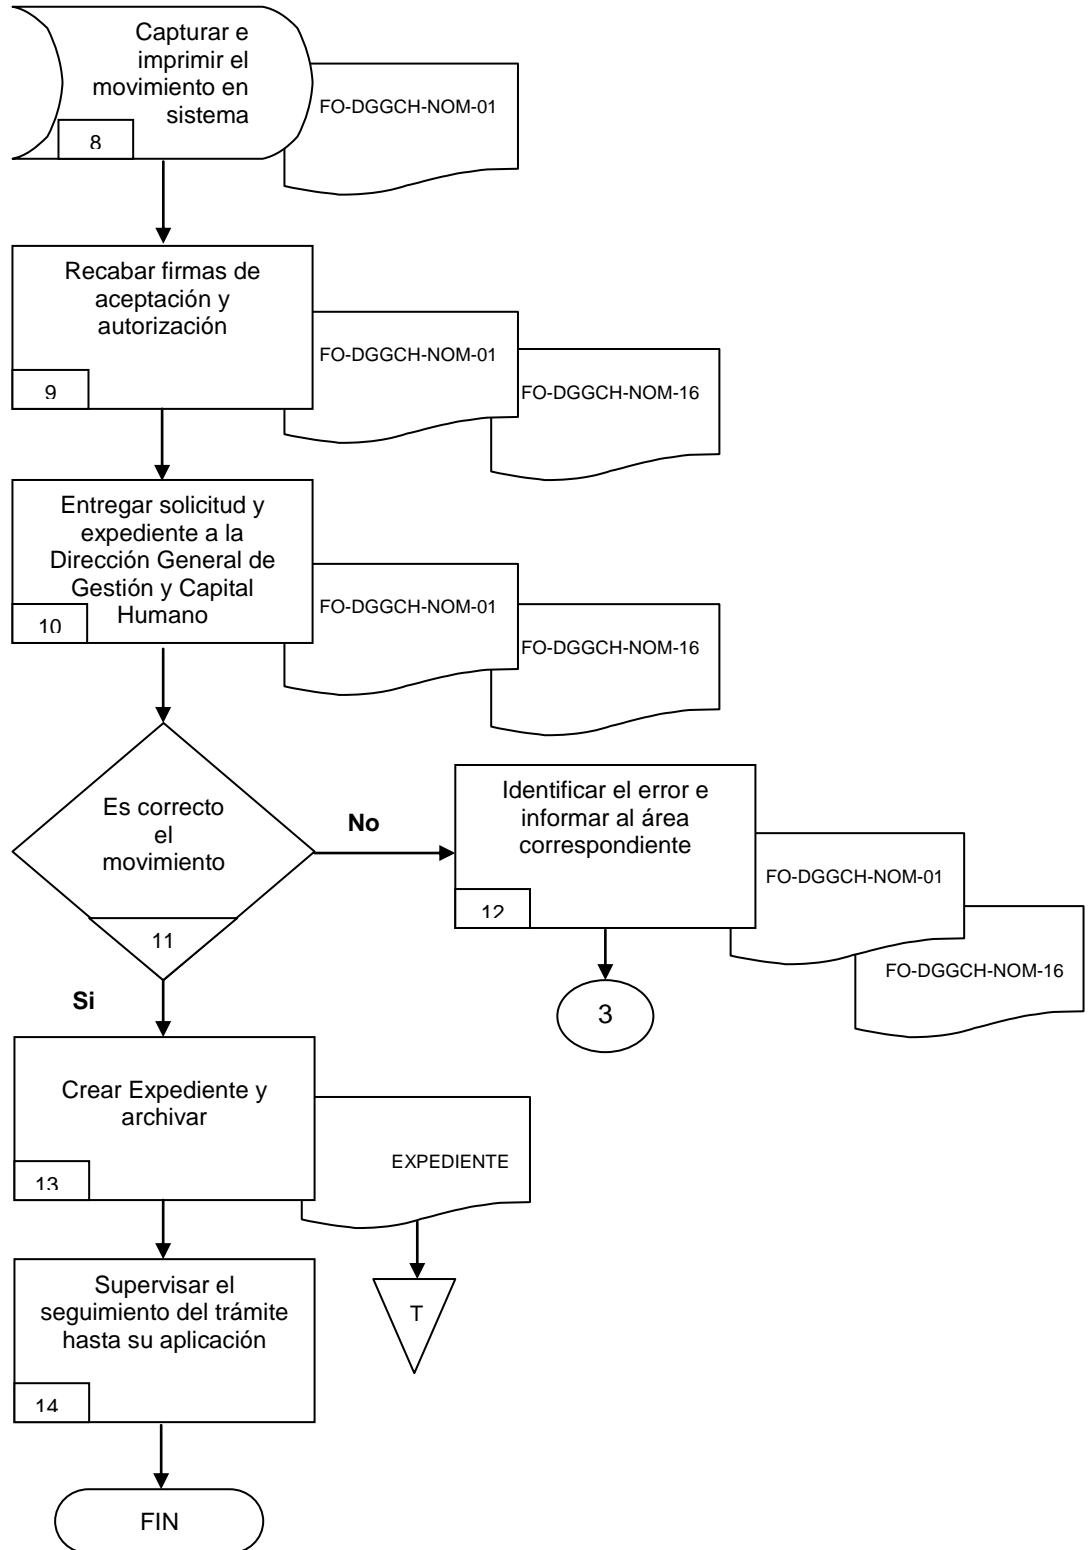 Capturar e
imprimir el
movimiento en
sistema
8
FO-DGGCH-NOM-01
Recabar firmas de
aceptación y
autorización
9
FO-DGGCH-NOM-01
FO-DGGCH-NOM-16
Entregar solicitud y
expediente a la
Dirección General de
Gestión y Capital
Humano
10
FO-DGGCH-NOM-01
FO-DGGCH-NOM-16
Es correcto
el
movimiento
11
No
Identificar el error e
informar al área
correspondiente
12
FO-DGGCH-NOM-01
FO-DGGCH-NOM-16
3
Si
Crear Expediente y
archivar
13
EXPEDIENTE
T
Supervisar el
seguimiento del trámite
hasta su aplicación
14
FIN